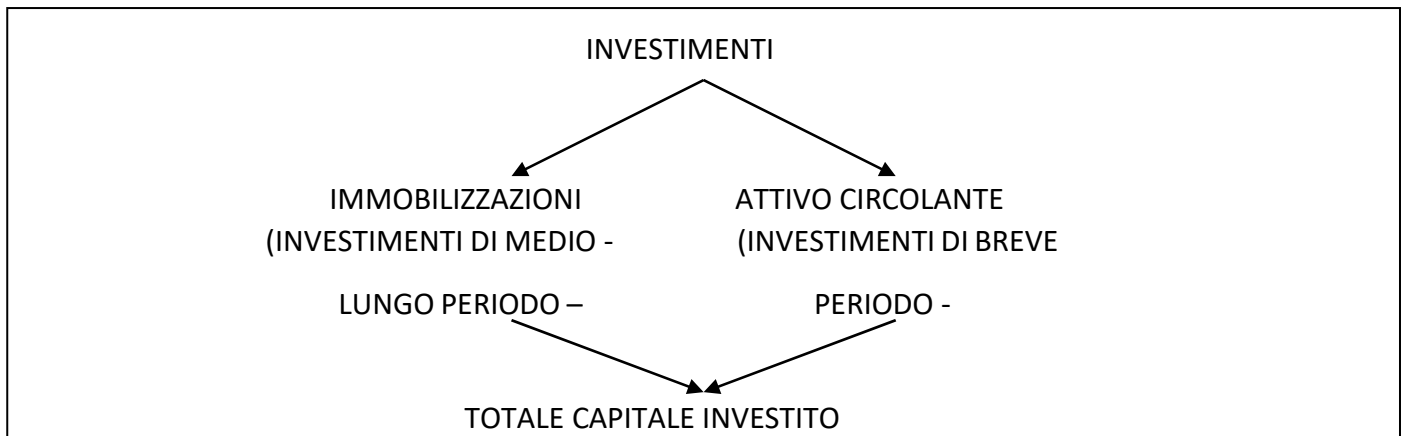 INVESTIMENTI
IMMOBILIZZAZIONI ATTIVO CIRCOLANTE
(INVESTIMENTI DI MEDIO - (INVESTIMENTI DI BREVE
LUNGO PERIODO – PERIODO -
TOTALE CAPITALE INVESTITO